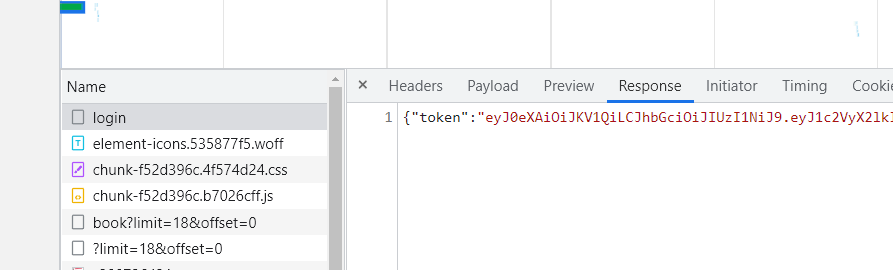 Name
× Headers Payload Preview Response Initiator Timing Cookie
login
1 {"token":"eyJ0eXAiOiJKV1QiLCJhbGciOiJIUzI1NiJ9.eyJ1c2VyX2lkI
element-icons.535877f5.woff
chunk-f52d396c.4f574d24.css
chunk-f52d396c.b7026cff.js
book?limit=18&offset=0
?limit=18&offset=0